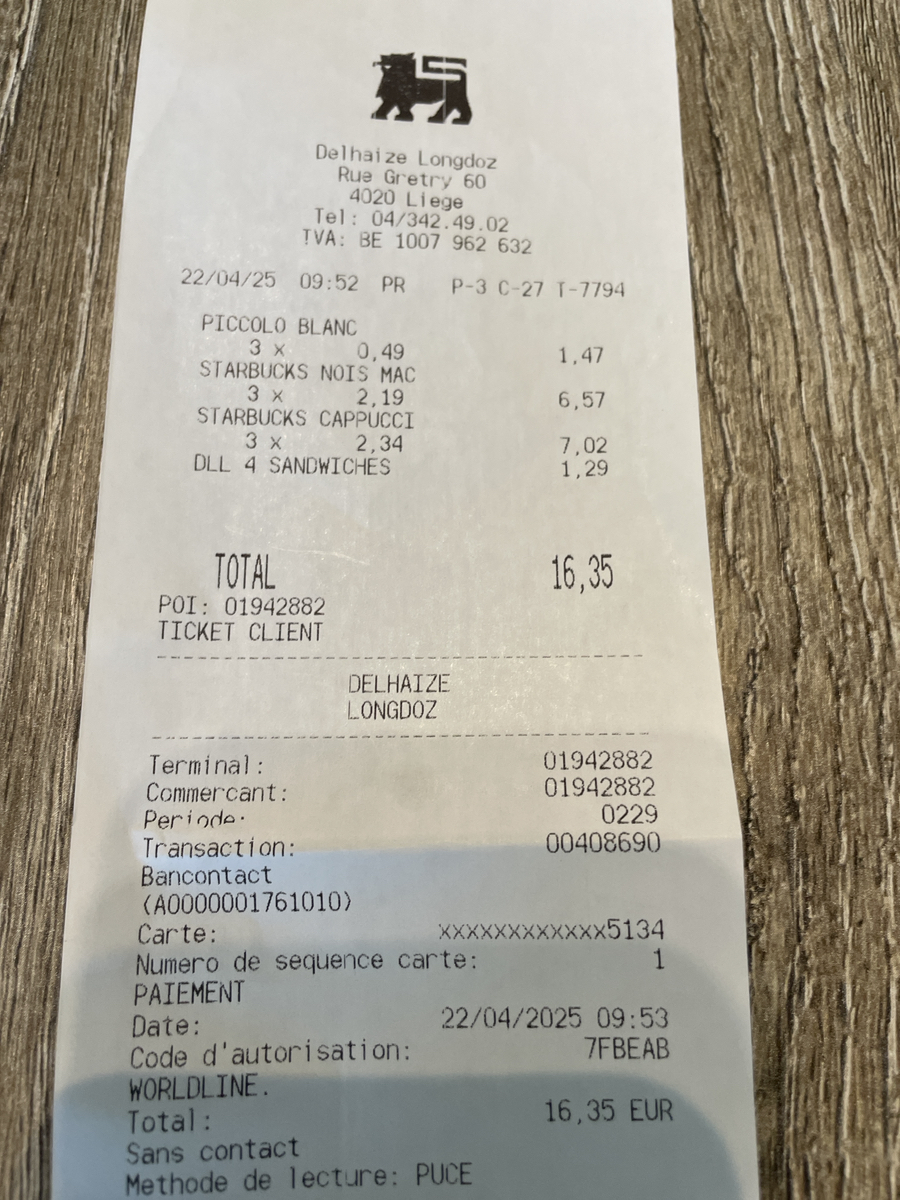 Delhaize Longdoz
Rue Gretry 60
4020 Liege
Tel: 04/342.49.02
TVA: BE 1007 962 632
22/04/25 09:52 PR P-3 C-27 T-7794
PICCOLO BLANC
3 x 0,49 1,47
STARBUCKS NOIS MAC
3 x 2,19 6,57
STARBUCKS CAPPUCCI
3 x 2,34 7,02
DLL 4 SANDWICHES 1,29
TOTAL 16,35
POI: 01942882
TICKET CLIENT
DELHAIZE
LONGDOZ
Terminal: 01942882
Commercant: 01942882
Periode: 0229
Transaction: 00408690
Bancontact
(A0000001761010)
Carte: xxxxxxxxxxxxx5134
Numero de sequence carte: 1
PAIEMENT
Date: 22/04/2025 09:53
Code d'autorisation: 7FBEAB
WORLDLINE.
Total: 16,35 EUR
Sans contact
Methode de lecture: PUCE